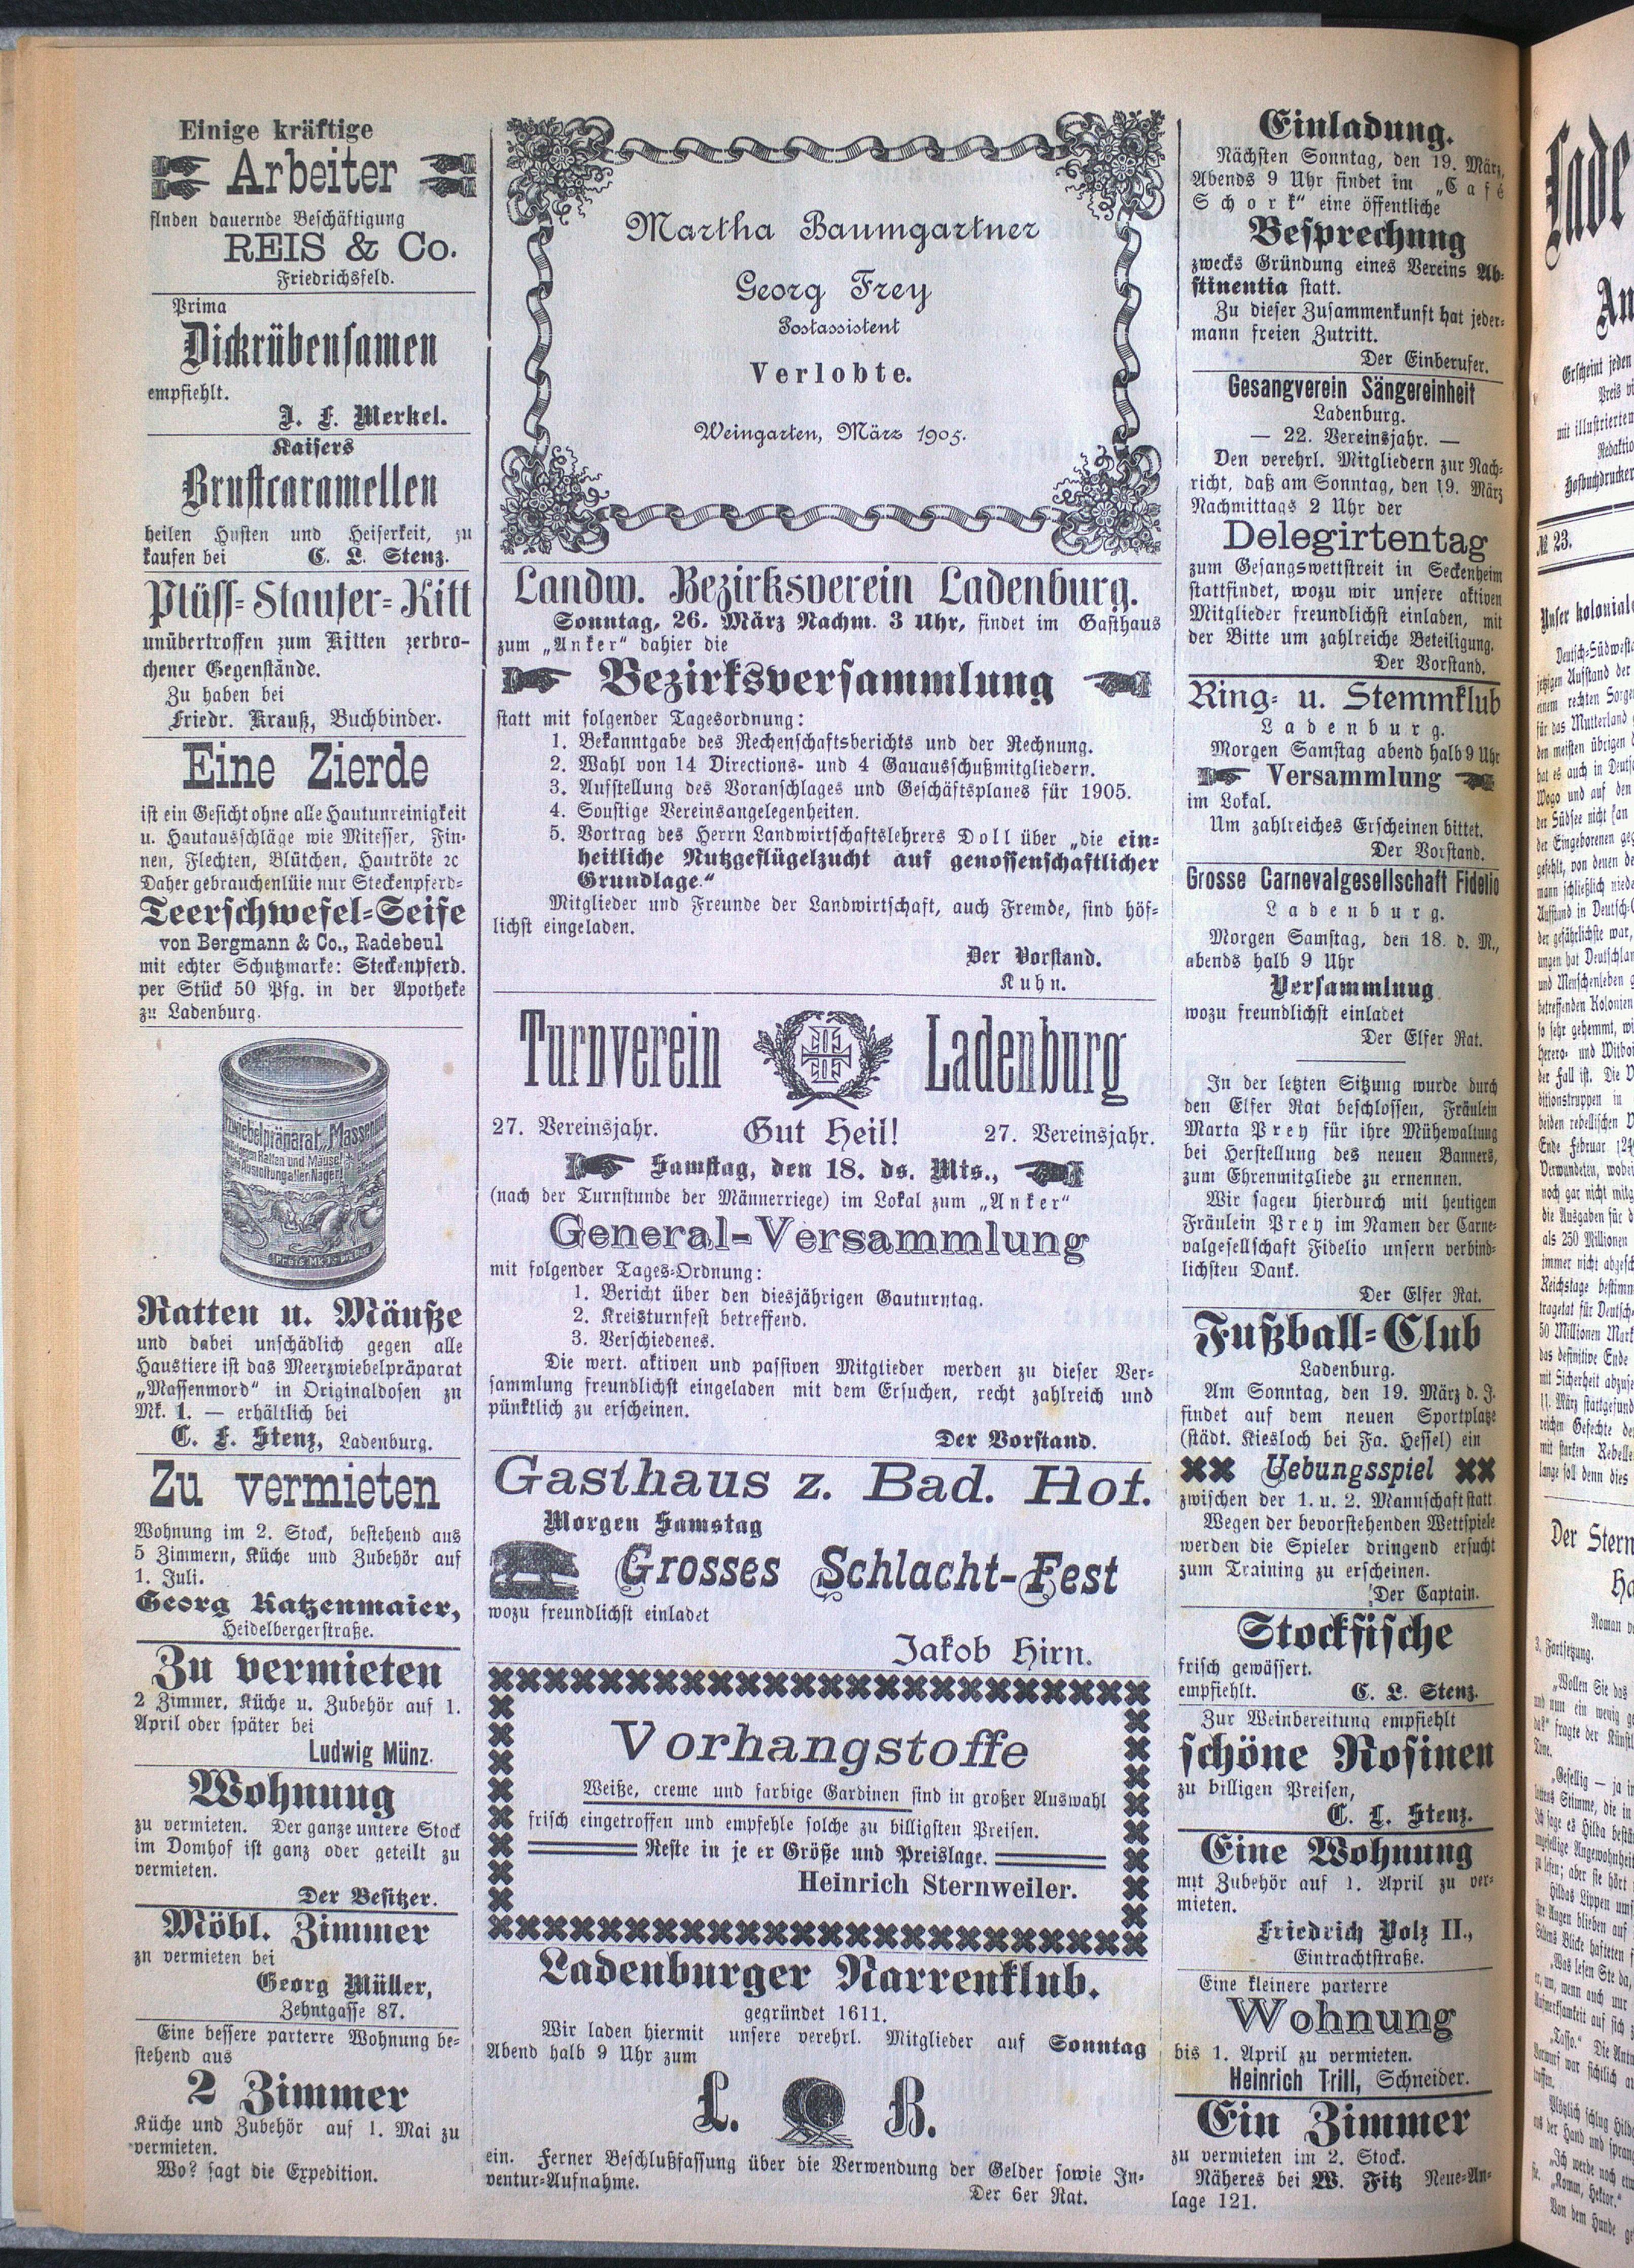 Einige kräftige
Arbeiter
finden dauernde Beschäftigung
REIS & Co.
Friedrichsfeld.
Prima
Dickrübensamen
empfiehlt.
J. F. Merkel.
Kaisers
Brustcaramellen
heilen Husten und Heiserkeit, zu
kaufen bei C. L. Stenz.
Plüss-Staufer-Kitt
unübertroffen zum Kitten zerbro-
chener Gegenstände.
Zu haben bei
Friedr. Krauß, Buchbinder.
Eine Zierde
ist ein Gesicht ohne alle Hautunreinigkeit
u. Hautausschläge wie Mitesser, Fin-
nen, Flechten, Blütchen, Hautröte ꝛc
Daher gebrauchenlüie nur Steckenpferd-
Teerschwefel-Seife
von Bergmann & Co., Radebeul
mit echter Schutzmarke: Steckenpferd.
per Stück 50 Pfg. in der Apotheke
zu Ladenburg.
zwiebelpräparat „Massenmord
gegen Ratten und Mäuse!
Ausrottung aller Nager!
Preis Mk 1.-
Ratten u. Mäuße
und dabei unschädlich gegen alle
Haustiere ist das Meerzwiebelpräparat
„Massenmord“ in Originaldosen zu
Mk. 1. — erhältlich bei
C. L. Stenz, Ladenburg.
Zu vermieten
Wohnung im 2. Stock, bestehend aus
5 Zimmern, Küche und Zubehör auf
1. Juli.
Georg Katzenmaier,
Heidelbergerstraße.
Zu vermieten
2 Zimmer, Küche u. Zubehör auf 1.
April oder später bei
Ludwig Münz.
Wohnung
zu vermieten. Der ganze untere Stock
im Domhof ist ganz oder geteilt zu
vermieten.
Der Besitzer.
Möbl. Zimmer
zn vermieten bei
Georg Müller,
Zehntgasse 87.
Eine bessere parterre Wohnung be-
stehend aus
2 Zimmer
Küche und Zubehör auf 1. Mai zu
vermieten.
Wo? sagt die Expedition.
Martha Baumgartner
Georg Frey
Postassistent
Verlobte.
Weingarten, März 1905.
Landw. Bezirksverein Ladenburg.
Sonntag, 26. März Nachm. 3 Uhr, findet im Gasthaus
zum „Anker“ dahier die
Bezirksversammlung
statt mit folgender Tagesordnung:
1. Bekanntgabe des Rechenschaftsberichts und der Rechnung.
2. Wahl von 14 Directions- und 4 Gauausschußmitgliedern.
3. Aufstellung des Voranschlages und Geschäftsplanes für 1905.
4. Soustige Vereinsangelegenheiten.
5. Vortrag des Herrn Landwirtschaftslehrers Doll über „die ein-
heitliche Nutzgeflügelzucht auf genossenschaftlicher
Grundlage.“
Mitglieder und Freunde der Landwirtschaft, auch Fremde, sind höf-
lichst eingeladen.
Der Vorstand.
Kuhn.
Turnverein Ladenburg
27. Vereinsjahr. Gut Heil! 27. Vereinsjahr.
Samstag, den 18. ds. Mts.,
(nach der Turnstunde der Männerriege) im Lokal zum „Anker“
General-Versammlung
mit folgender Tages-Ordnung:
1. Bericht über den diesjährigen Gauturntag.
2. Kreisturnfest betreffend.
3. Verschiedenes.
Die wert. aktiven und passiven Mitglieder werden zu dieser Ver-
sammlung freundlichst eingeladen mit dem Ersuchen, recht zahlreich und
pünktlich zu erscheinen.
Der Vorstand.
Gasthaus z. Bad. Hof.
Morgen Samstag
Grosses Schlacht-Fest
wozu freundlichst einladet
Jakob Hirn.
Vorhangstoffe
Weiße, creme und farbige Gardinen sind in großer Auswahl
frisch eingetroffen und empfehle solche zu billigsten Preisen.
Reste in je er Größe und Preislage.
Heinrich Sternweiler.
Ladenburger Narrenklub.
gegründet 1611.
Wir laden hiermit unsere verehrl. Mitglieder auf Sonntag
Abend halb 9 Uhr zum
L. B.
ein. Ferner Beschlußfassung über die Verwendung der Gelder sowie In-
ventur-Aufnahme.
Der 6er Rat.
Einladung.
Nächsten Sonntag, den 19. März,
Abends 9 Uhr findet im „Café
Schork“ eine öffentliche
Besprechung
zwecks Gründung eines Vereins Ab-
stinentia statt.
Zu dieser Zusammenkunft hat jeder-
mann freien Zutritt.
Der Einberufer.
Gesangverein Sängereinheit
Ladenburg.
— 22. Vereinsjahr. —
Den verehrl. Mitgliedern zur Nach-
richt, daß am Sonntag, den 19. März
Nachmittags 2 Uhr der
Delegirtentag
zum Gesangswettstreit in Seckenheim
stattfindet, wozu wir unsere aktiven
Mitglieder freundlichst einladen, mit
der Bitte um zahlreiche Beteiligung.
Der Vorstand.
Ring- u. Stemmklub
Ladenburg.
Morgen Samstag abend halb 9 Uhr
Versammlung
im Lokal.
Um zahlreiches Erscheinen bittet.
Der Vorstand.
Grosse Carnevalgesellschaft Fidelio
Ladenburg.
Morgen Samstag, den 18. d. M.,
abends halb 9 Uhr
Versammlung
wozu freundlichst einladet
Der Elfer Rat.
In der letzten Sitzung wurde durch
den Elfer Rat beschlossen, Fräulein
Marta Prey für ihre Mühewaltung
bei Herstellung des neuen Banners,
zum Ehrenmitgliede zu ernennen.
Wir sagen hierdurch mit heutigem
Fräulein Prey im Namen der Carne-
valgesellschaft Fidelio unsern verbind-
lichsten Dank.
Der Elfer Rat.
Fußball-Club
Ladenburg.
Am Sonntag, den 19. März d. J.
findet auf dem neuen Sportplatze
(städt. Kiesloch bei Fa. Hessel) ein
Uebungsspiel
zwischen der 1. u. 2. Mannschaft statt.
Wegen der bevorstehenden Wettspiele
werden die Spieler dringend ersucht
zum Training zu erscheinen.
Der Captain.
Stockfische
frisch gewässert.
empfiehlt. C. L. Stenz.
Zur Weinbereitung empfiehlt
schöne Rosinen
zu billigen Preisen,
C. L. Stenz.
Eine Wohnung
mit Zubehör auf 1. April zu ver-
mieten.
Friedrich Volz II.,
Eintrachtstraße.
Eine kleinere parterre
Wohnung
bis 1. April zu vermieten.
Heinrich Trill, Schneider.
Ein Zimmer
zu vermieten im 2. Stock.
Näheres bei W. Fitz Neue-An-
lage 121.
Lade
An
Erscheint jeden
mit illustrierten
Hofbuchdrucker
№ 23.
Unser koloniale
Der Stern
Roman
3. Fortsetzung.